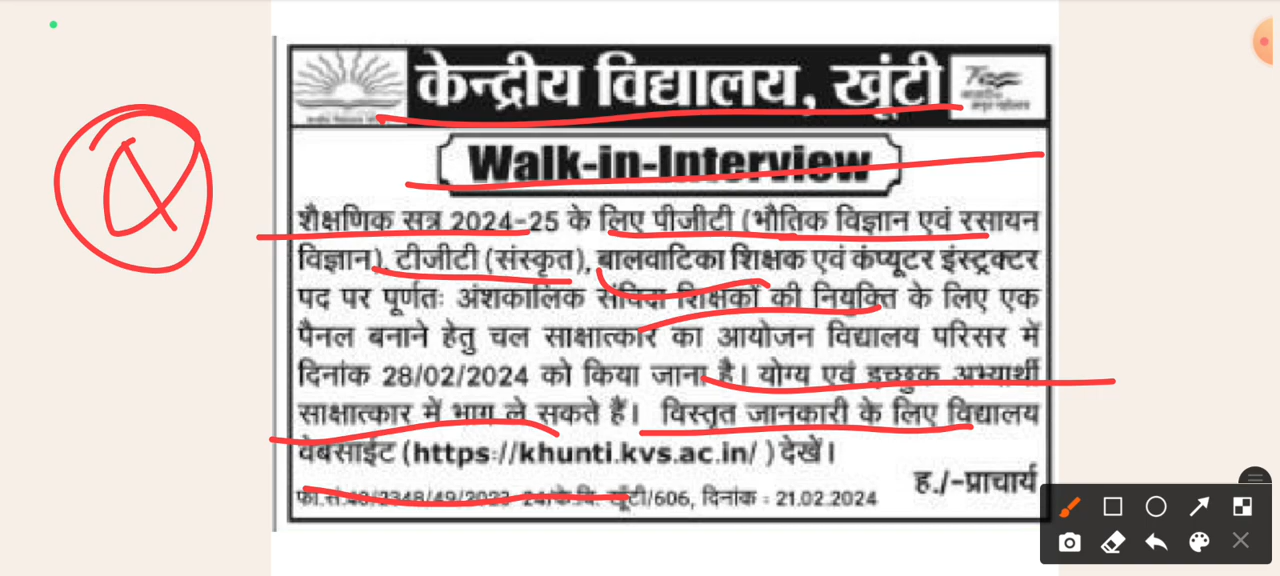 केन्द्रीय विद्यालय, खूंटी
Walk-in-Interview
शैक्षणिक सत्र 2024-25 के लिए पीजीटी (भौतिक विज्ञान एवं रसायन
विज्ञान), टीजीटी (संस्कृत), बालवाटिका शिक्षक एवं कंप्यूटर इंस्ट्रक्टर
पद पर पूर्णतः अंशकालिक संविदा शिक्षकों की नियुक्ति के लिए एक
पैनल बनाने हेतु चल साक्षात्कार का आयोजन विद्यालय परिसर में
दिनांक 28/02/2024 को किया जाना है। योग्य एवं इच्छुक अभ्यार्थी
साक्षात्कार में भाग ले सकते हैं। विस्तृत जानकारी के लिए विद्यालय
वेबसाईट (https://khunti.kvs.ac.in/ ) देखें।
ह./-प्राचार्य
फा.सं. /606, दिनांक : 21.02.2024